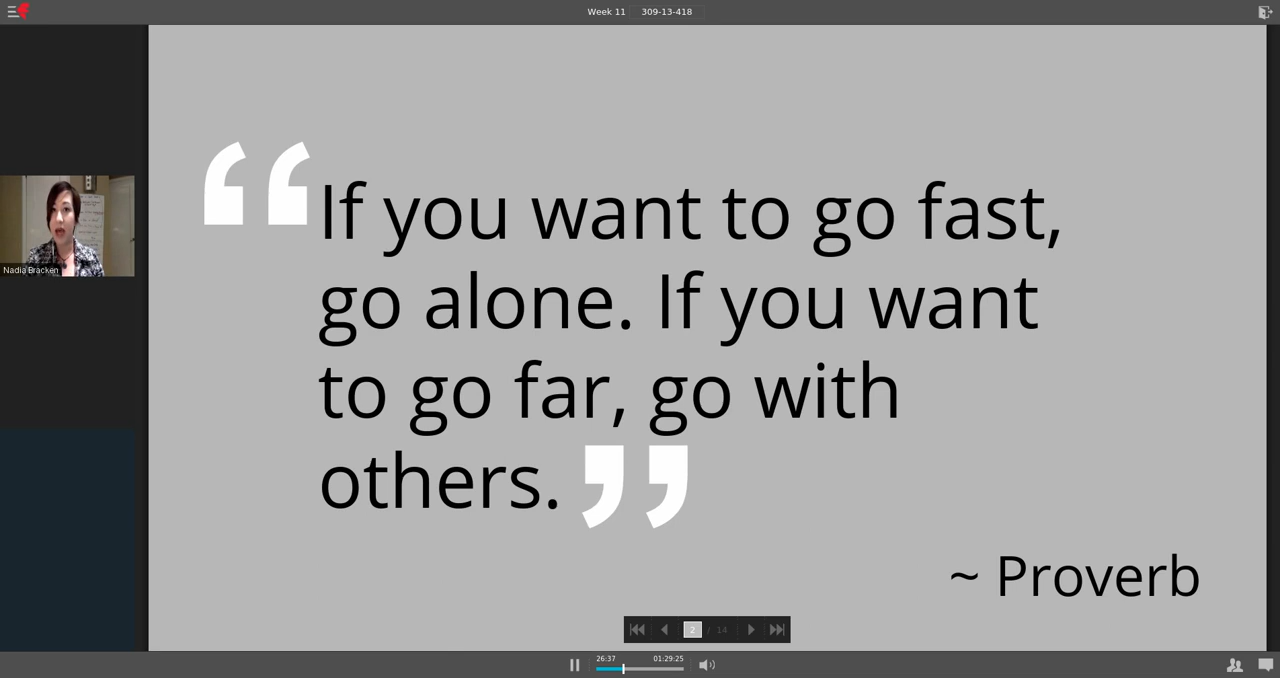 Week 11 309-13-418
Nadia Bracken
“If you want to go fast,
go alone. If you want
to go far, go with
others.”
~ Proverb
2 / 14
26:37 01:29:25